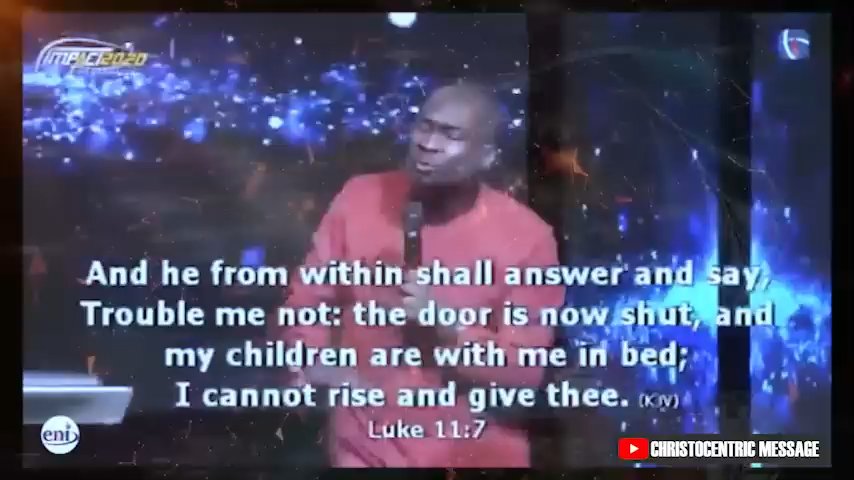 IMPACT2020
And he from within shall answer and say,
Trouble me not: the door is now shut, and
my children are with me in bed;
I cannot rise and give thee. (KJV)
Luke 11:7
eni
CHRISTOCENTRIC MESSAGE